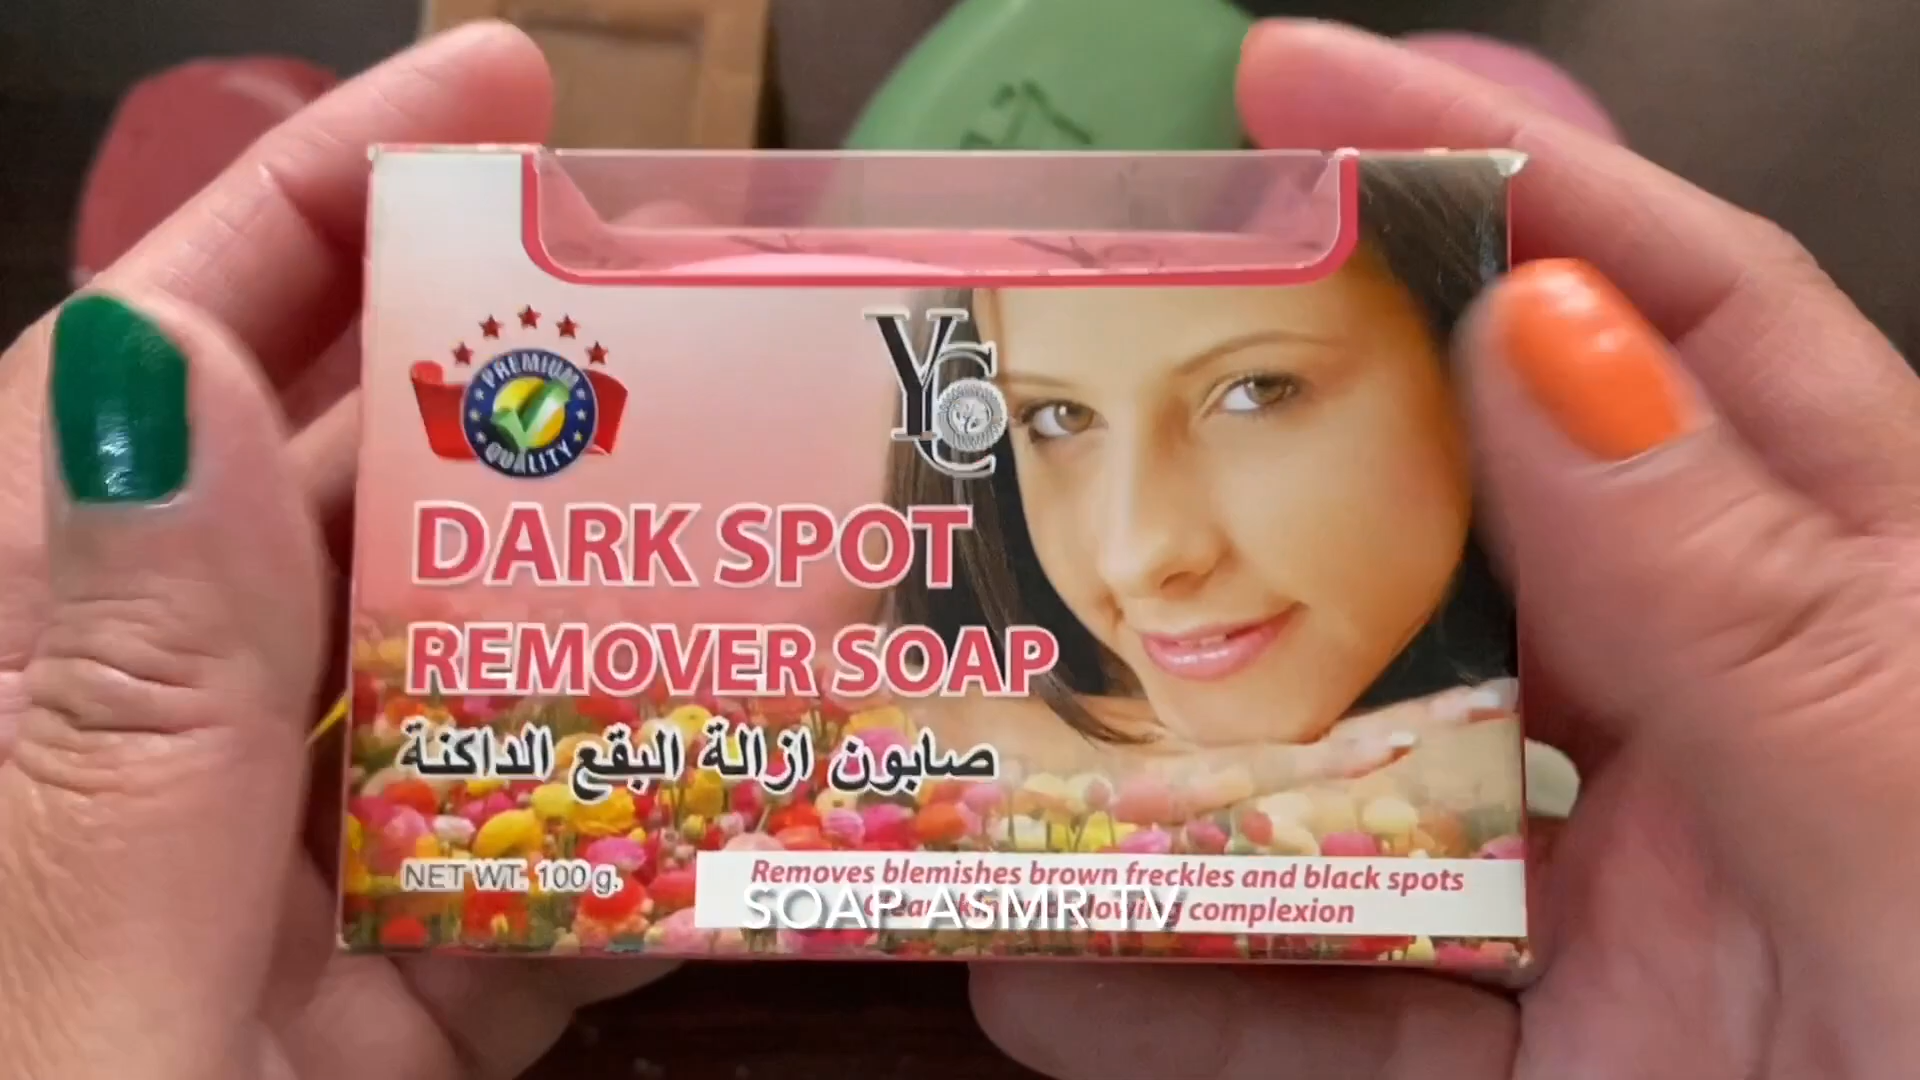 PREMIUM
QUALITY
YC
DARK SPOT
REMOVER SOAP
صابون ازالة البقع الداكنة
NET WT. 100 g.
Removes blemishes brown freckles and black spots
complexion
SOAP ASMR TV